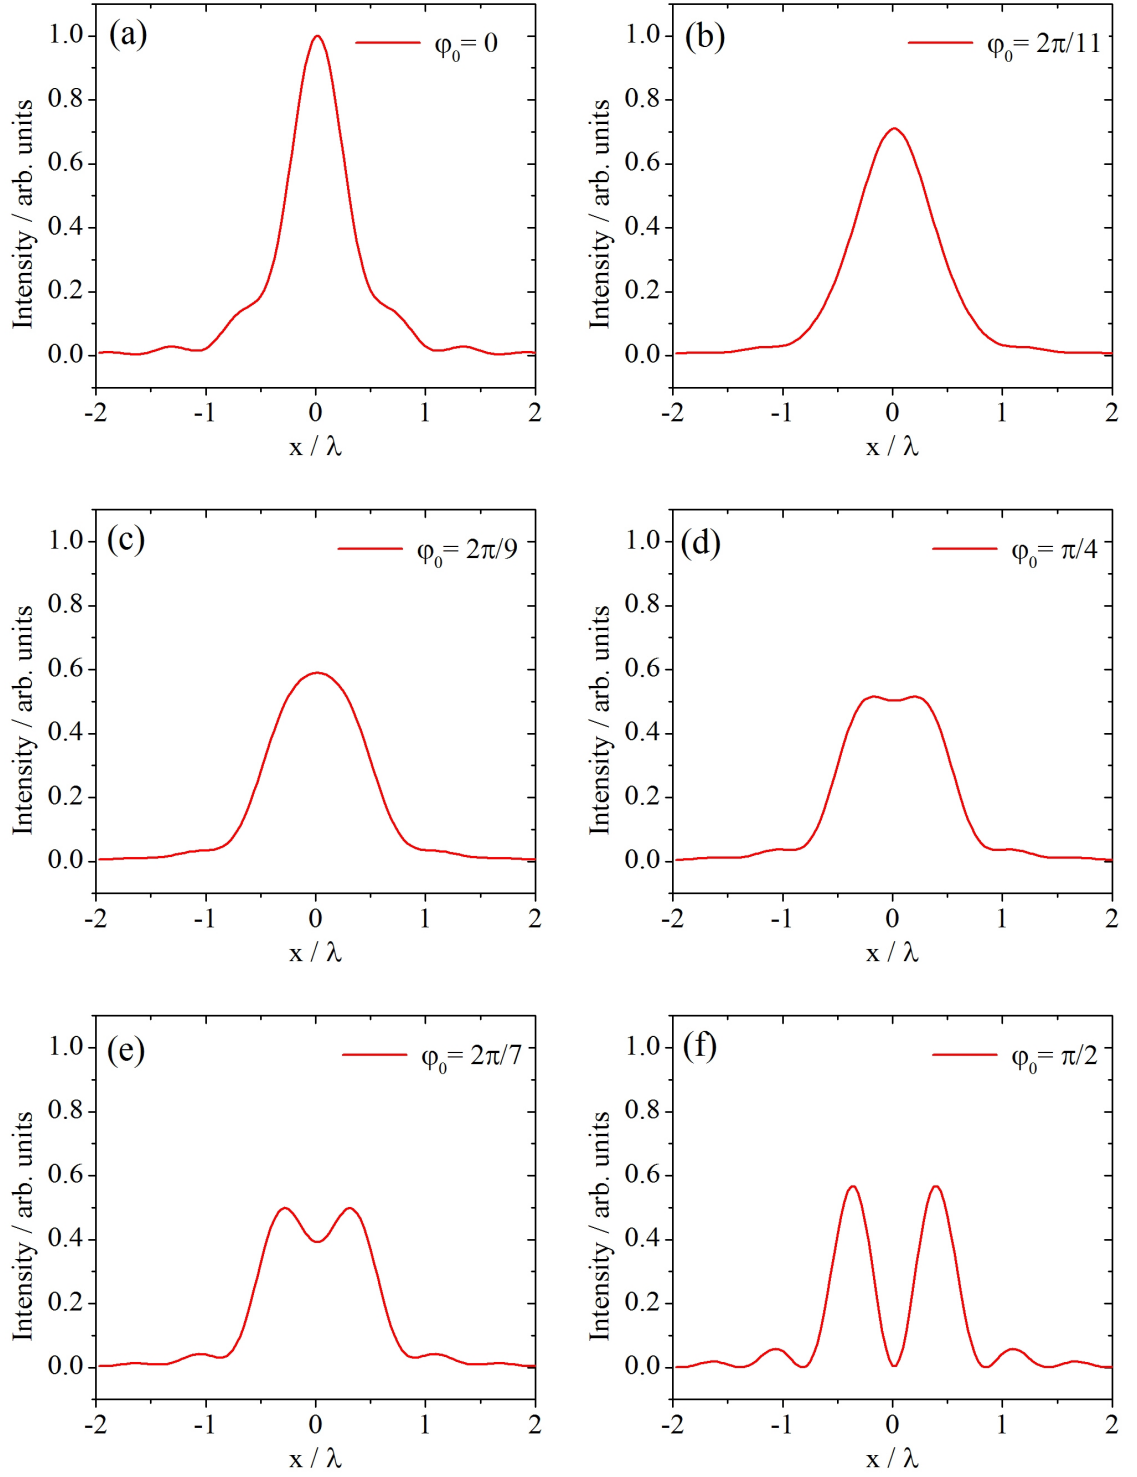 (a)
φ₀= 0
Intensity / arb. units
1.0
0.8
0.6
0.4
0.2
0.0
-2 -1 0 1 2
x / λ
(b)
φ₀= 2π/11
Intensity / arb. units
1.0
0.8
0.6
0.4
0.2
0.0
-2 -1 0 1 2
x / λ
(c)
φ₀= 2π/9
Intensity / arb. units
1.0
0.8
0.6
0.4
0.2
0.0
-2 -1 0 1 2
x / λ
(d)
φ₀= π/4
Intensity / arb. units
1.0
0.8
0.6
0.4
0.2
0.0
-2 -1 0 1 2
x / λ
(e)
φ₀= 2π/7
Intensity / arb. units
1.0
0.8
0.6
0.4
0.2
0.0
-2 -1 0 1 2
x / λ
(f)
φ₀= π/2
Intensity / arb. units
1.0
0.8
0.6
0.4
0.2
0.0
-2 -1 0 1 2
x / λ